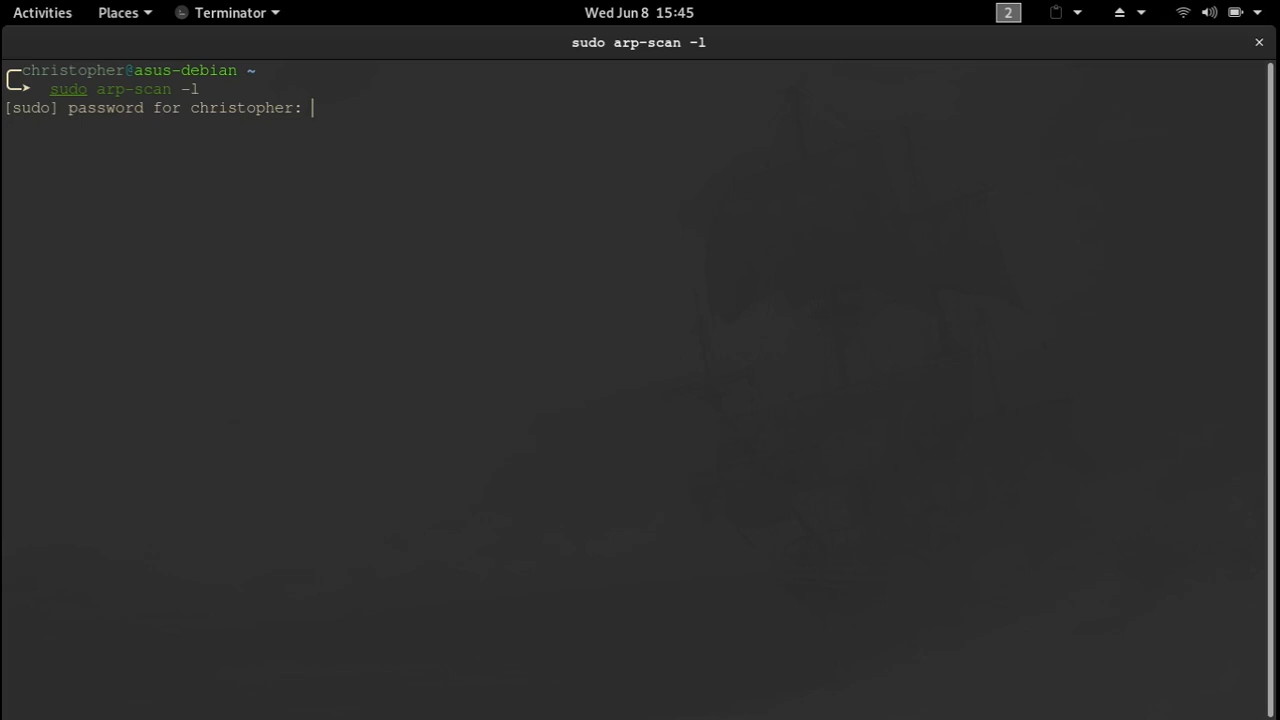 Activities Places Terminator Wed Jun 8 15:45 2
sudo arp-scan -l
christopher@asus-debian ~
sudo arp-scan -l
[sudo] password for christopher: